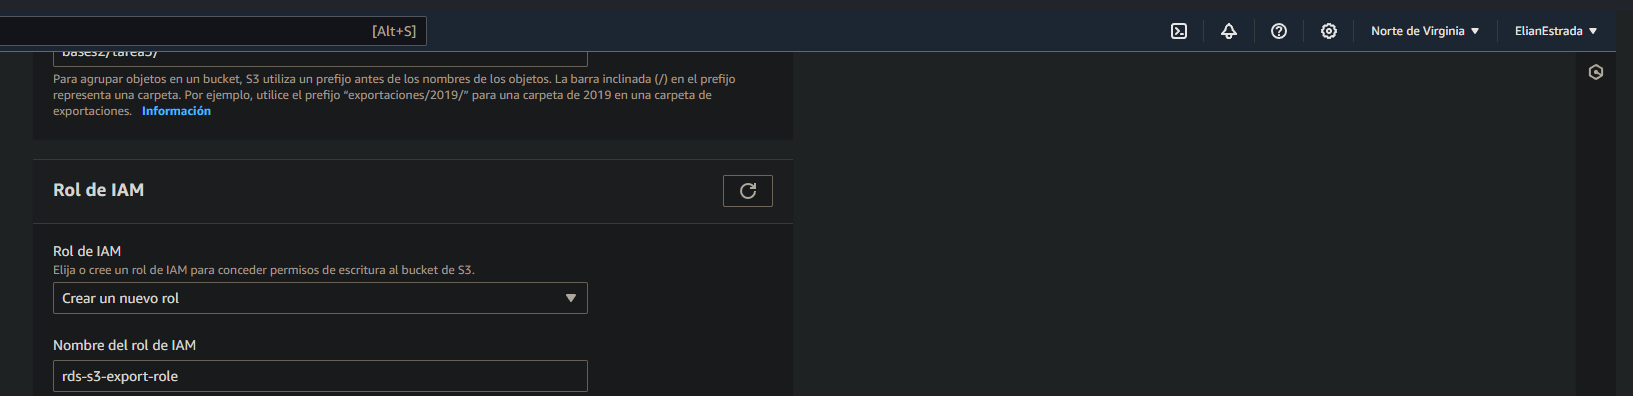 [Alt+S]
Norte de Virginia ▼
ElianEstrada ▼
bases2/tarea5/
Para agrupar objetos en un bucket, S3 utiliza un prefijo antes de los nombres de los objetos. La barra inclinada (/) en el prefijo
representa una carpeta. Por ejemplo, utilice el prefijo “exportaciones/2019/” para una carpeta de 2019 en una carpeta de
exportaciones. Información
Rol de IAM
Rol de IAM
Elija o cree un rol de IAM para conceder permisos de escritura al bucket de S3.
Crear un nuevo rol
Nombre del rol de IAM
rds-s3-export-role